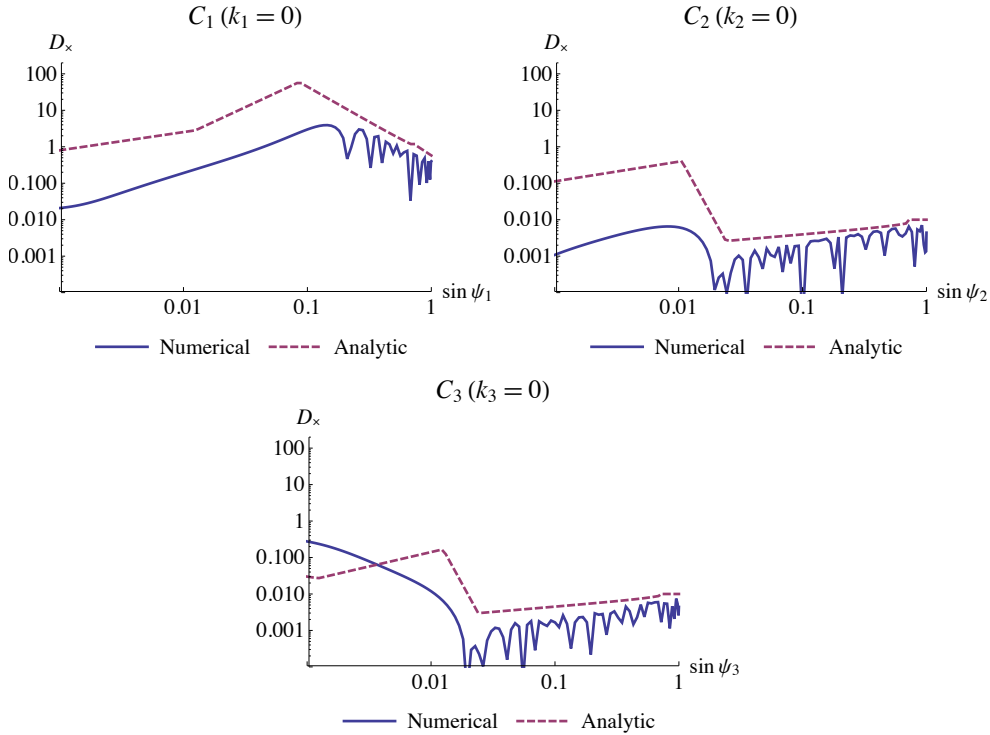 C₁ (k₁ = 0)
D×
100
10
1
0.100
0.010
0.001
0.01
0.1
1
sin ψ₁
Numerical
Analytic
C₂ (k₂ = 0)
D×
100
10
1
0.100
0.010
0.001
0.01
0.1
1
sin ψ₂
Numerical
Analytic
C₃ (k₃ = 0)
D×
100
10
1
0.100
0.010
0.001
0.01
0.1
1
sin ψ₃
Numerical
Analytic